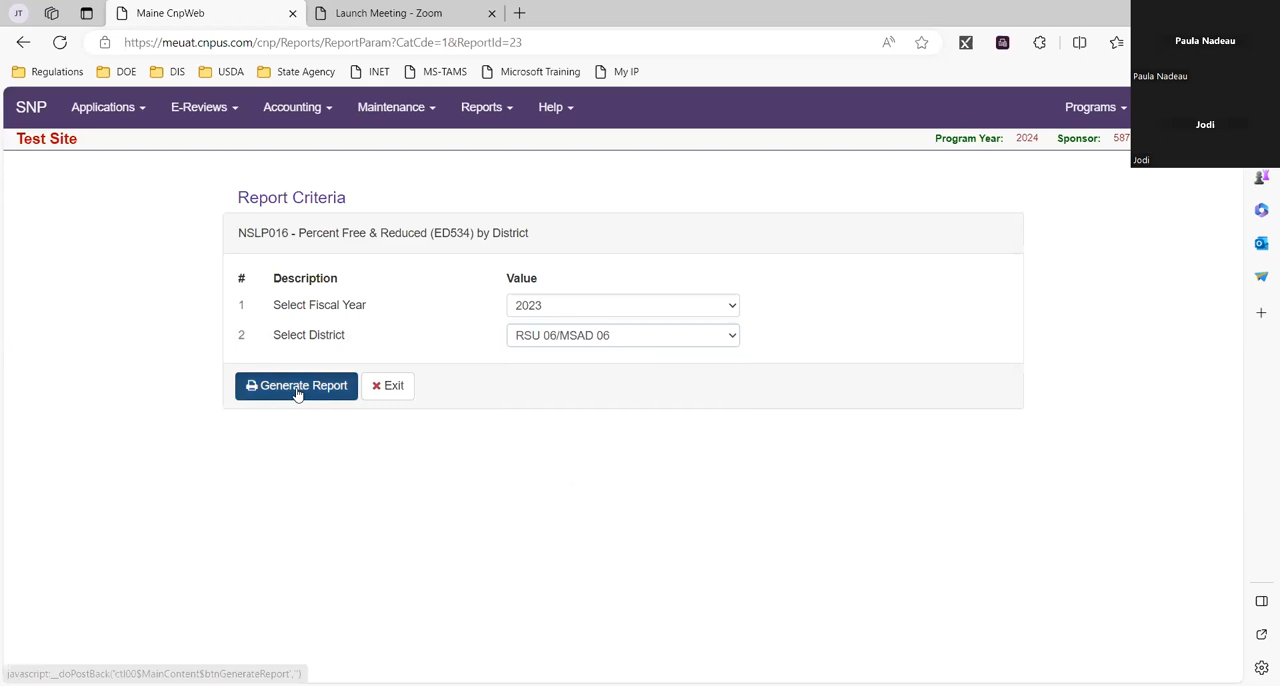 JT
Maine CnpWeb
Launch Meeting - Zoom
https://meuat.cnpus.com/cnp/Reports/ReportParam?CatCde=1&ReportId=23
Regulations
DOE
DIS
USDA
State Agency
INET
MS-TAMS
Microsoft Training
My IP
Paula Nadeau
Paula Nadeau
Jodi
Jodi
SNP
Applications
E-Reviews
Accounting
Maintenance
Reports
Help
Programs
Test Site
Program Year: 2024 Sponsor: 587
Report Criteria
NSLP016 - Percent Free & Reduced (ED534) by District
# Description Value
1 Select Fiscal Year 2023
2 Select District RSU 06/MSAD 06
Generate Report
Exit
javascript:__doPostBack('ctl00$MainContent$btnGenerateReport','')